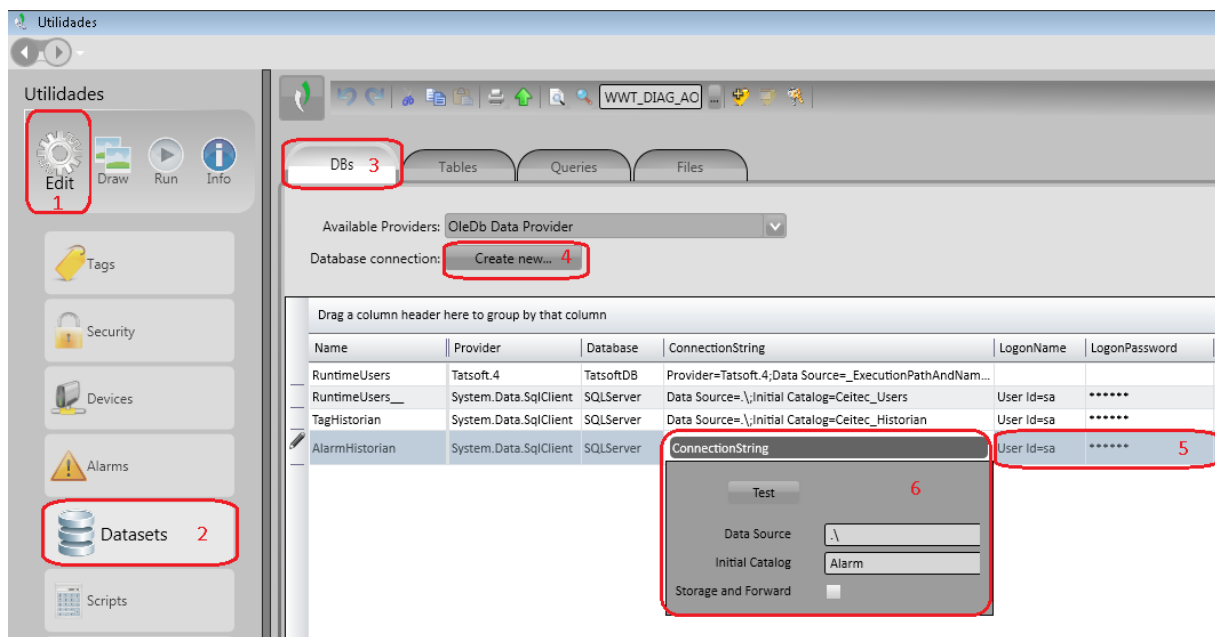 Utilidades
Utilidades
WWT_DIAG_AO ...
Edit Draw Run Info
1
DBs 3 Tables Queries Files
Available Providers: OleDb Data Provider
Database connection: Create new... 4
Tags
Security
Devices
Alarms
Datasets 2
Scripts
Drag a column header here to group by that column
Name Provider Database ConnectionString LogonName LogonPassword
RuntimeUsers Tatsoft.4 TatsoftDB Provider=Tatsoft.4;Data Source=_ExecutionPathAndNam...
RuntimeUsers__ System.Data.SqlClient SQLServer Data Source=.\;Initial Catalog=Ceitec_Users User Id=sa ******
TagHistorian System.Data.SqlClient SQLServer Data Source=.\;Initial Catalog=Ceitec_Historian User Id=sa ******
AlarmHistorian System.Data.SqlClient SQLServer ConnectionString User Id=sa ****** 5
Test 6
Data Source .\
Initial Catalog Alarm
Storage and Forward